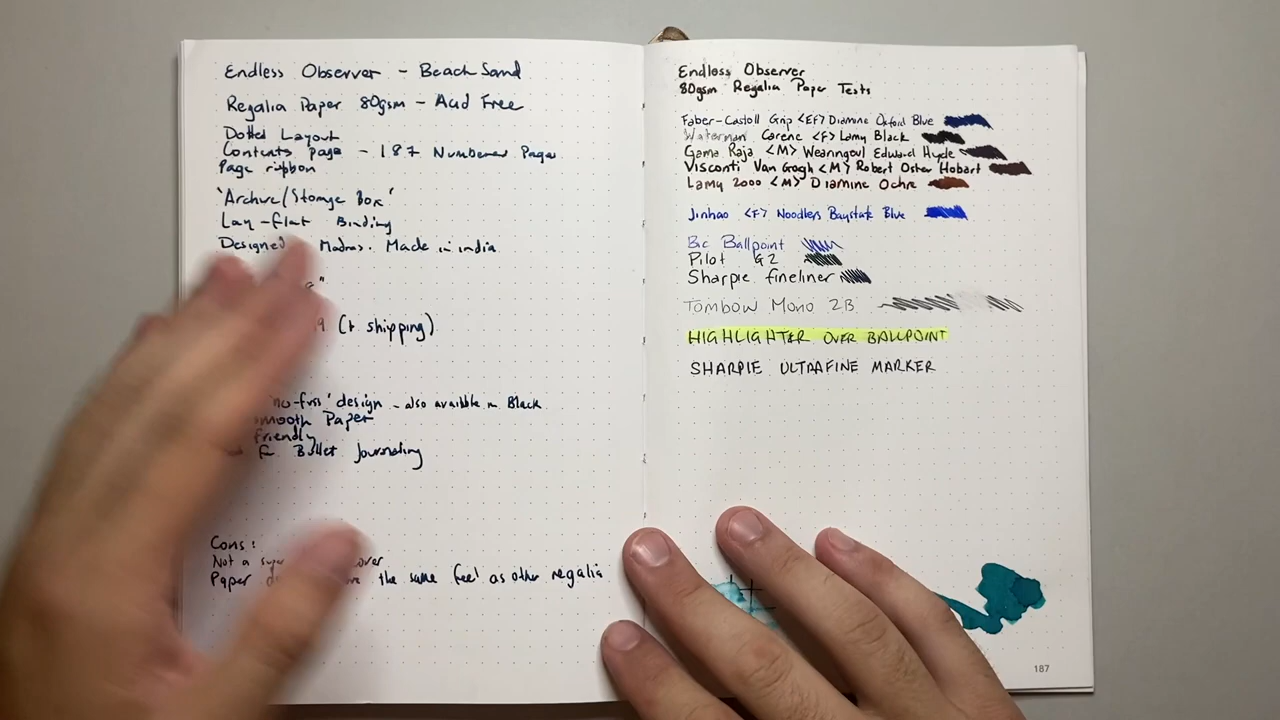 Endless Observer - Beach Sand
Regalia Paper 80gsm - Acid Free
Dotted Layout
Contents page - 187 Numbered Pages
Page ribbon
'Archive/Storage Box'
Lay-flat Binding
Designed Madras. Made in india
(+ shipping)
'no-fuss' design - also available in Black
Smooth Paper
friendly
Bullet Journaling
Cons:
Not a
Paper the same feel as other regalia
Endless Observer
80gsm Regalia Paper Tests
Faber-Castell Grip <EF> Diamine Oxford Blue
Waterman Carene <F> Lamy Black
Gama Raja <M> Wearingeul Edward Hyde
Visconti Van Gogh <M> Robert Oster Hobart
Lamy 2000 <M> Diamine Ochre
Jinhao <F> Noodlers Baystate Blue
Bic Ballpoint
Pilot G2
Sharpie fineliner
Tombow Mono 2B
HIGHLIGHTER OVER BALLPOINT
SHARPIE ULTRAFINE MARKER
187